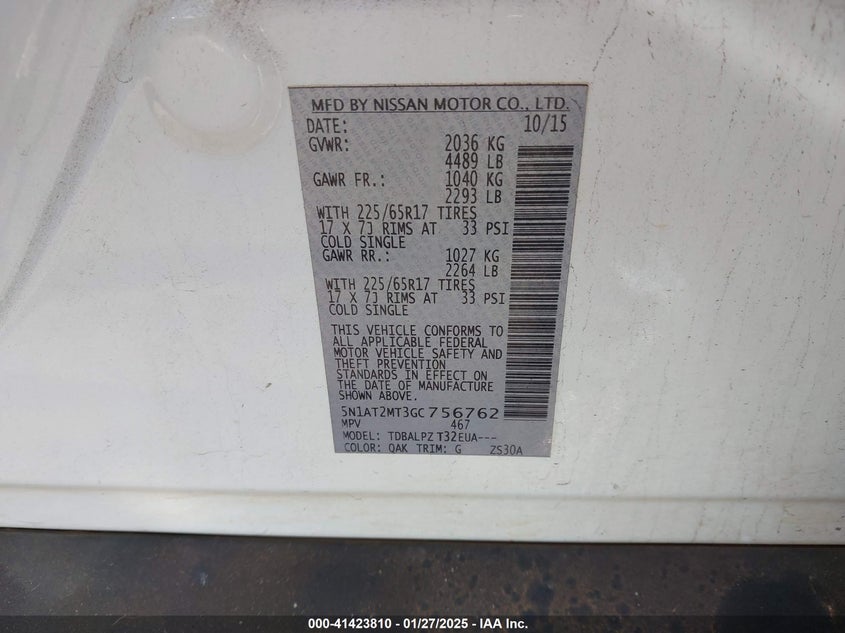 MFD BY NISSAN MOTOR CO., LTD.
DATE: 10/15
GVWR: 2036 KG
4489 LB
GAWR FR.: 1040 KG
2293 LB
WITH 225/65R17 TIRES
17 X 7J RIMS AT 33 PSI
COLD SINGLE
GAWR RR.: 1027 KG
2264 LB
WITH 225/65R17 TIRES
17 X 7J RIMS AT 33 PSI
COLD SINGLE
THIS VEHICLE CONFORMS TO
ALL APPLICABLE FEDERAL
MOTOR VEHICLE SAFETY AND
THEFT PREVENTION
STANDARDS IN EFFECT ON
THE DATE OF MANUFACTURE
SHOWN ABOVE.
5N1AT2MT3GC756762
MPV 467
MODEL: TDBALPZ T32EUA---
COLOR: QAK TRIM: G ZS30A
000-41423810 / 01/27/2025 - IAA Inc.